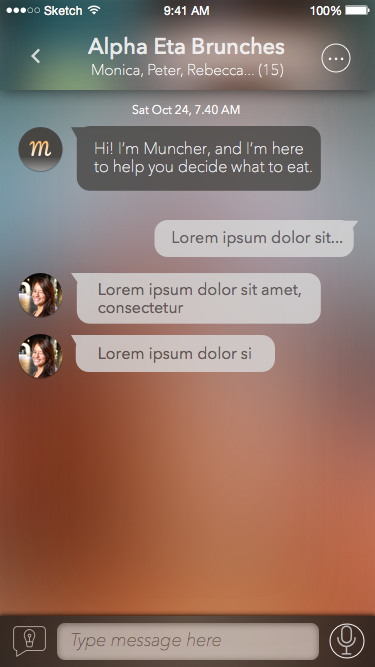 Sketch 9:41 AM 100%
Alpha Eta Brunches
Monica, Peter, Rebecca... (15)
Sat Oct 24, 7.40 AM
m
Hi! I'm Muncher, and I'm here
to help you decide what to eat.
Lorem ipsum dolor sit...
Lorem ipsum dolor sit amet,
consectetur
Lorem ipsum dolor si
Type message here